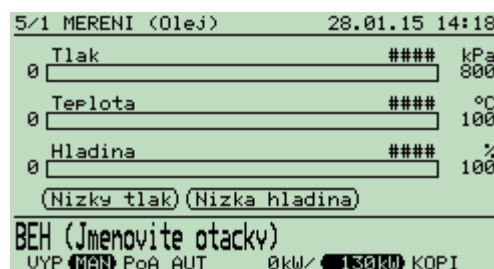 5/1 MERENI (Olej) 28.01.15 14:18
Tlak #### kPa
0 800
Teplota #### °C
0 100
Hladina #### %
0 100
(Nizky tlak) (Nizka hladina)
BEH (Jmenovite otacky)
VYP MAN PoA AUT 0kW/ 130kW KOPI